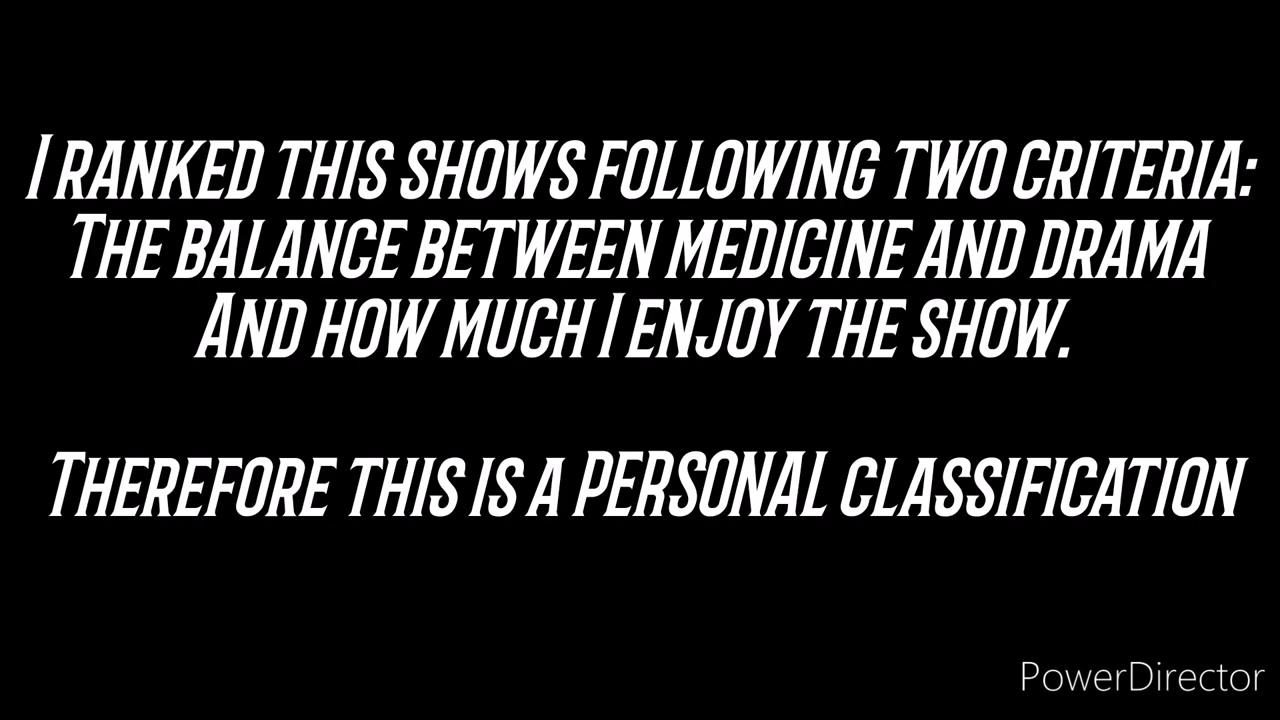 I ranked this shows following two criteria:
The balance between medicine and drama
And how much I enjoy the show.
Therefore this is a PERSONAL classification
PowerDirector